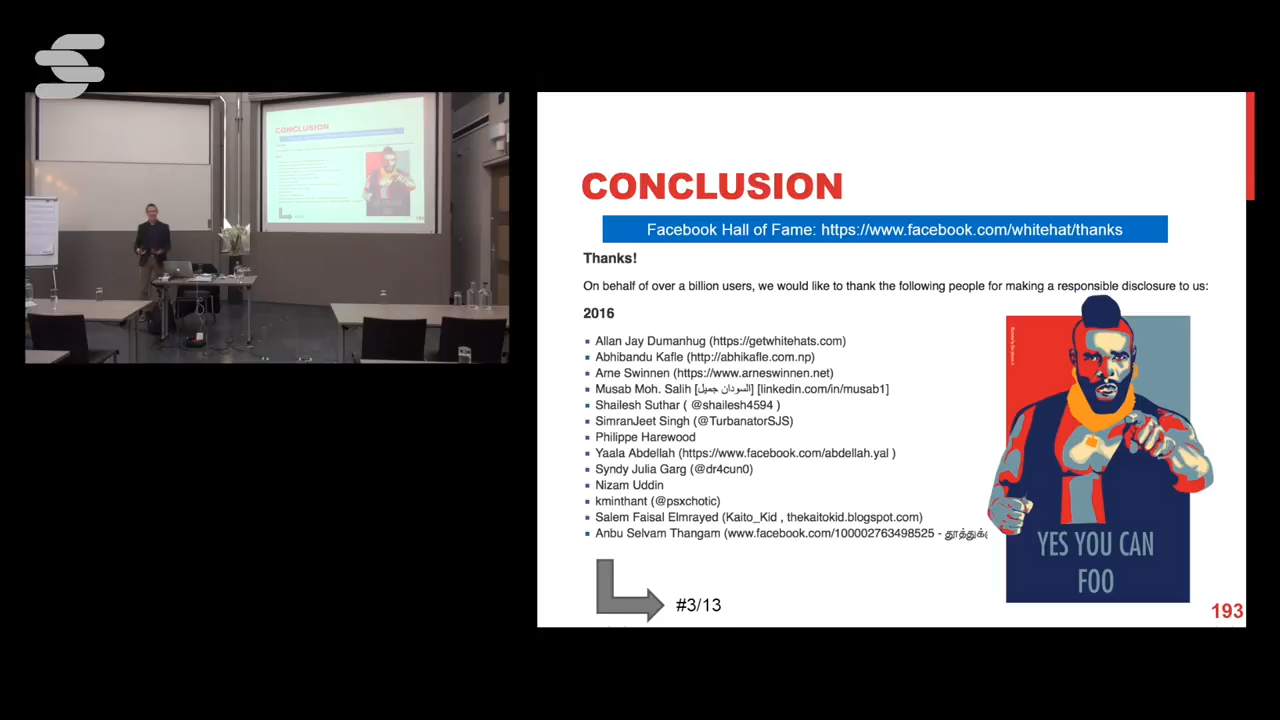 CONCLUSION
Facebook Hall of Fame: https://www.facebook.com/whitehat/thanks
Thanks!
On behalf of over a billion users, we would like to thank the following people for making a responsible disclosure to us:
2016
Allan Jay Dumanhug (https://getwhitehats.com)
Abhibandu Kafle (http://abhikafle.com.np)
Arne Swinnen (https://www.arneswinnen.net)
Musab Moh. Salih [السودان جميل] [linkedin.com/in/musab1]
Shailesh Suthar ( @shailesh4594 )
SimranJeet Singh (@TurbanatorSJS)
Philippe Harewood
Yaala Abdellah (https://www.facebook.com/abdellah.yal )
Syndy Julia Garg (@dr4cun0)
Nizam Uddin
kminthant (@psxchotic)
Salem Faisal Elmrayed (Kaito_Kid , thekaitokid.blogspot.com)
Anbu Selvam Thangam (www.facebook.com/100002763498525 -
YES YOU CAN
FOO
#3/13
193
CONCLUSION